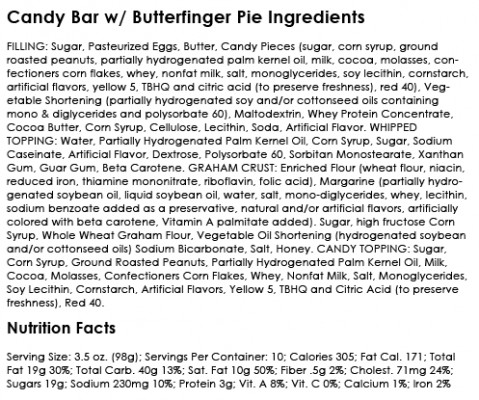 Candy Bar w/ Butterfinger Pie Ingredients
FILLING: Sugar, Pasteurized Eggs, Butter, Candy Pieces (sugar, corn syrup, ground
roasted peanuts, partially hydrogenated palm kernel oil, milk, cocoa, molasses, con-
fectioners corn flakes, whey, nonfat milk, salt, monoglycerides, soy lecithin, cornstarch,
artificial flavors, yellow 5, TBHQ and citric acid (to preserve freshness), red 40), Veg-
etable Shortening (partially hydrogenated soy and/or cottonseed oils containing
mono & diglycerides and polysorbate 60), Maltodextrin, Whey Protein Concentrate,
Cocoa Butter, Corn Syrup, Cellulose, Lecithin, Soda, Artificial Flavor. WHIPPED
TOPPING: Water, Partially Hydrogenated Palm Kernel Oil, Corn Syrup, Sugar, Sodium
Caseinate, Artificial Flavor, Dextrose, Polysorbate 60, Sorbitan Monostearate, Xanthan
Gum, Guar Gum, Beta Carotene. GRAHAM CRUST: Enriched Flour (wheat flour, niacin,
reduced iron, thiamine mononitrate, riboflavin, folic acid), Margarine (partially hydro-
genated soybean oil, liquid soybean oil, water, salt, mono-diglycerides, whey, lecithin,
sodium benzoate added as a preservative, natural and/or artificial flavors, artificially
colored with beta carotene, Vitamin A palmitate added). Sugar, high fructose Corn
Syrup, Whole Wheat Graham Flour, Vegetable Oil Shortening (hydrogenated soybean
and/or cottonseed oils) Sodium Bicarbonate, Salt, Honey. CANDY TOPPING: Sugar,
Corn Syrup, Ground Roasted Peanuts, Partially Hydrogenated Palm Kernel Oil, Milk,
Cocoa, Molasses, Confectioners Corn Flakes, Whey, Nonfat Milk, Salt, Monoglycerides,
Soy Lecithin, Cornstarch, Artificial Flavors, Yellow 5, TBHQ and Citric Acid (to preserve
freshness), Red 40.
Nutrition Facts
Serving Size: 3.5 oz. (98g); Servings Per Container: 10; Calories 305; Fat Cal. 171; Total
Fat 19g 30%; Total Carb. 40g 13%; Sat. Fat 10g 50%; Fiber .5g 2%; Cholest. 71mg 24%;
Sugars 19g; Sodium 230mg 10%; Protein 3g; Vit. A 8%; Vit. C 0%; Calcium 1%; Iron 2%